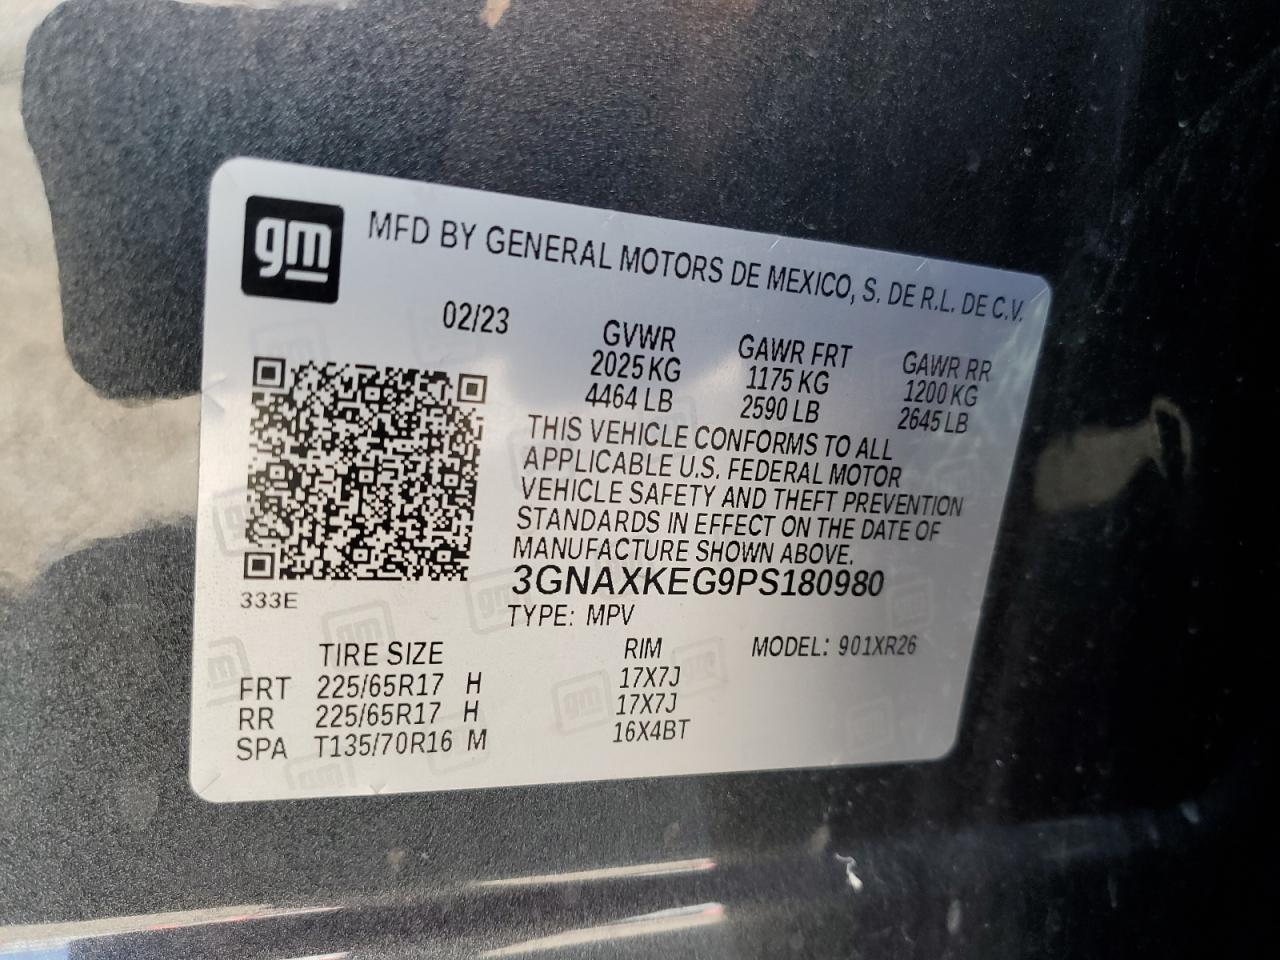 gm
MFD BY GENERAL MOTORS DE MEXICO, S. DE R.L. DE C.V.
02/23
GVWR GAWR FRT GAWR RR
2025 KG 1175 KG 1200 KG
4464 LB 2590 LB 2645 LB
THIS VEHICLE CONFORMS TO ALL
APPLICABLE U.S. FEDERAL MOTOR
VEHICLE SAFETY AND THEFT PREVENTION
STANDARDS IN EFFECT ON THE DATE OF
MANUFACTURE SHOWN ABOVE.
3GNAXKEG9PS180980
333E
TYPE: MPV
TIRE SIZE RIM MODEL: 901XR26
FRT 225/65R17 H 17X7J
RR 225/65R17 H 17X7J
SPA T135/70R16 M 16X4BT